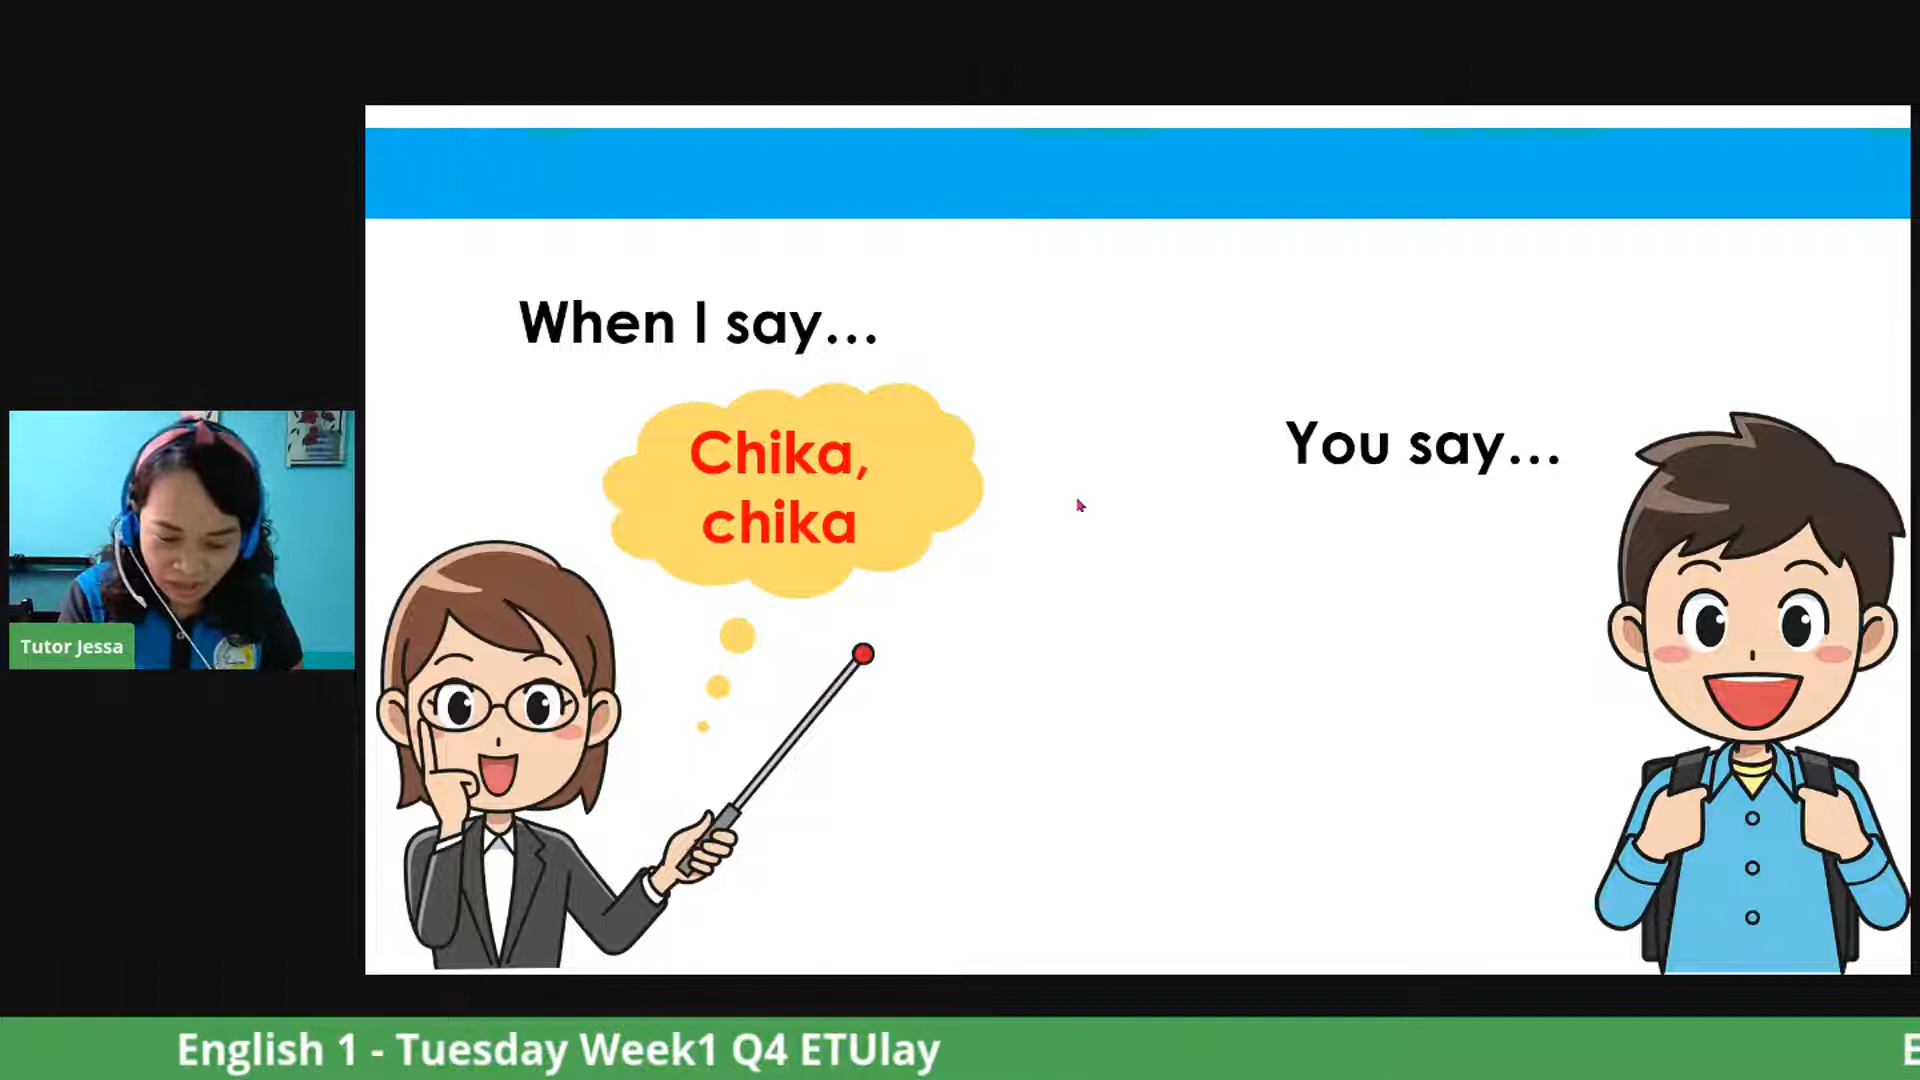 When I say...
Chika,
chika
You say...
Tutor Jessa
English 1 - Tuesday Week1 Q4 ETUlay